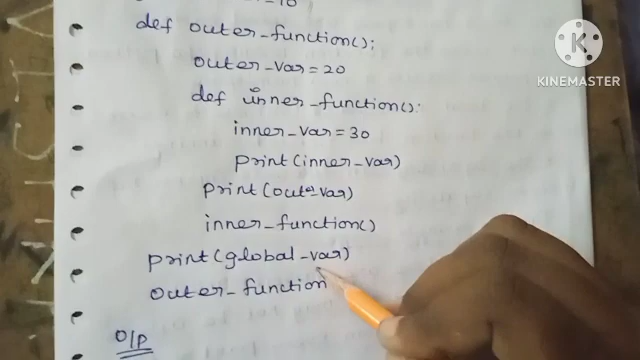 def outer-function():
outer-var=20
def inner-function():
inner-var=30
print(inner-var)
print(outer-var)
inner-function()
print(global-var)
outer-function
O/P
K
KINEMASTER